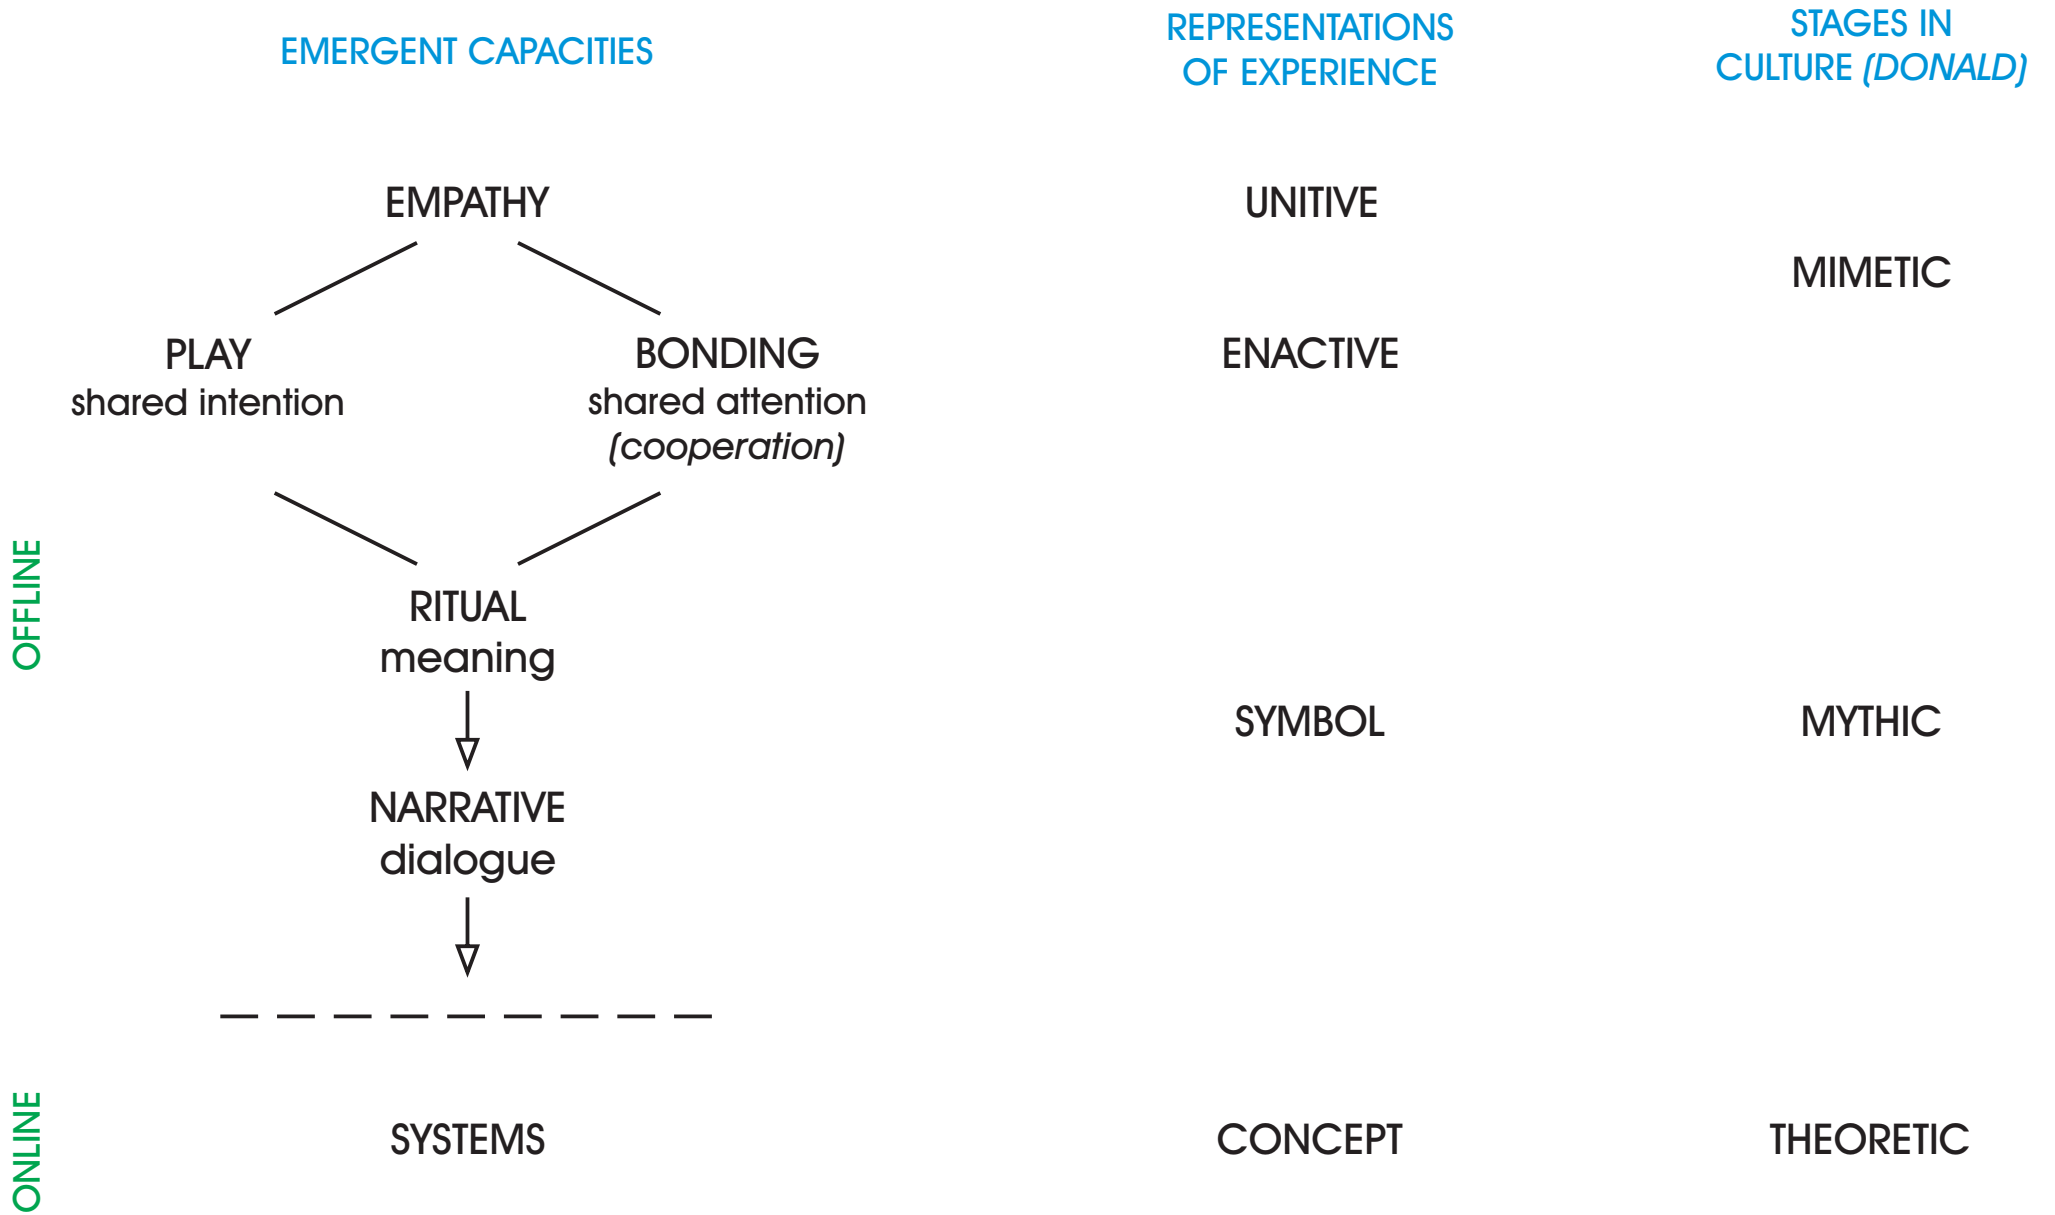 EMERGENT CAPACITIES
REPRESENTATIONS
OF EXPERIENCE
STAGES IN
CULTURE (DONALD)
EMPATHY
UNITIVE
MIMETIC
PLAY
shared intention
BONDING
shared attention
(cooperation)
ENACTIVE
OFFLINE
RITUAL
meaning
SYMBOL
MYTHIC
NARRATIVE
dialogue
ONLINE
SYSTEMS
CONCEPT
THEORETIC